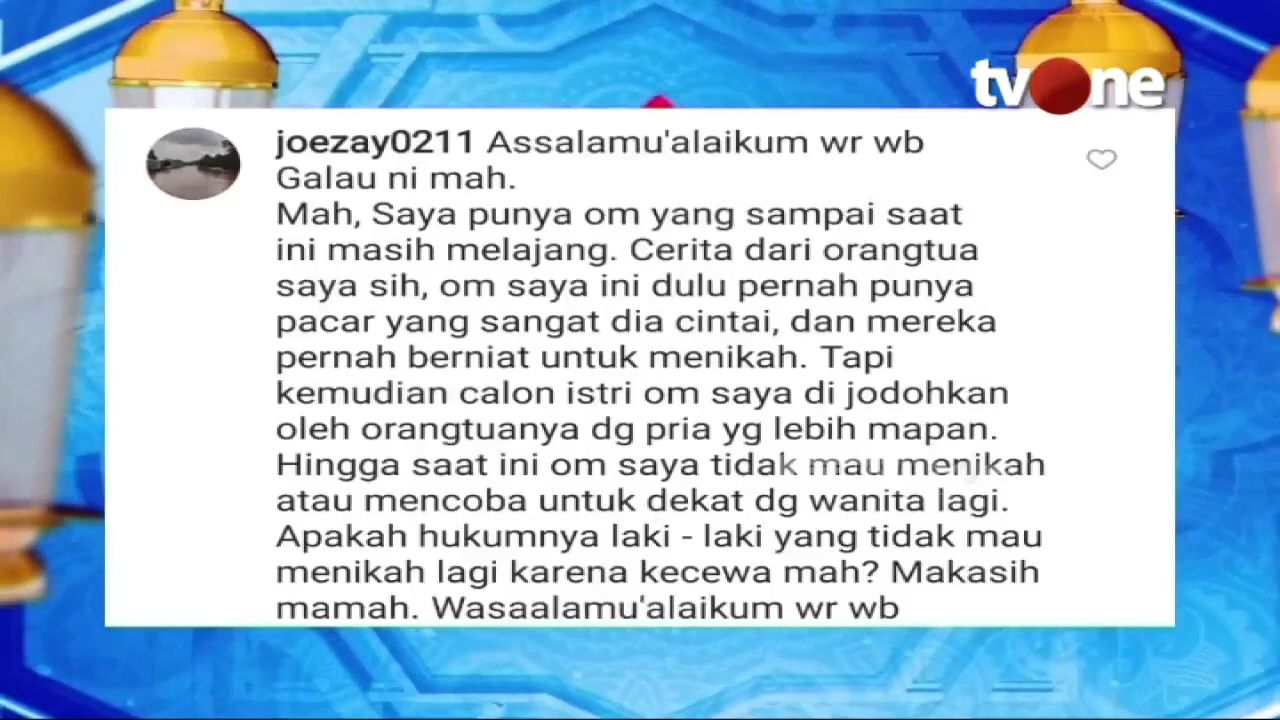 tvOne
joezay0211 Assalamu'alaikum wr wb
Galau ni mah.
Mah, Saya punya om yang sampai saat
ini masih melajang. Cerita dari orangtua
saya sih, om saya ini dulu pernah punya
pacar yang sangat dia cintai, dan mereka
pernah berniat untuk menikah. Tapi
kemudian calon istri om saya di jodohkan
oleh orangtuanya dg pria yg lebih mapan.
Hingga saat ini om saya tidak mau menikah
atau mencoba untuk dekat dg wanita lagi.
Apakah hukumnya laki - laki yang tidak mau
menikah lagi karena kecewa mah? Makasih
mamah. Wasaalamu'alaikum wr wb